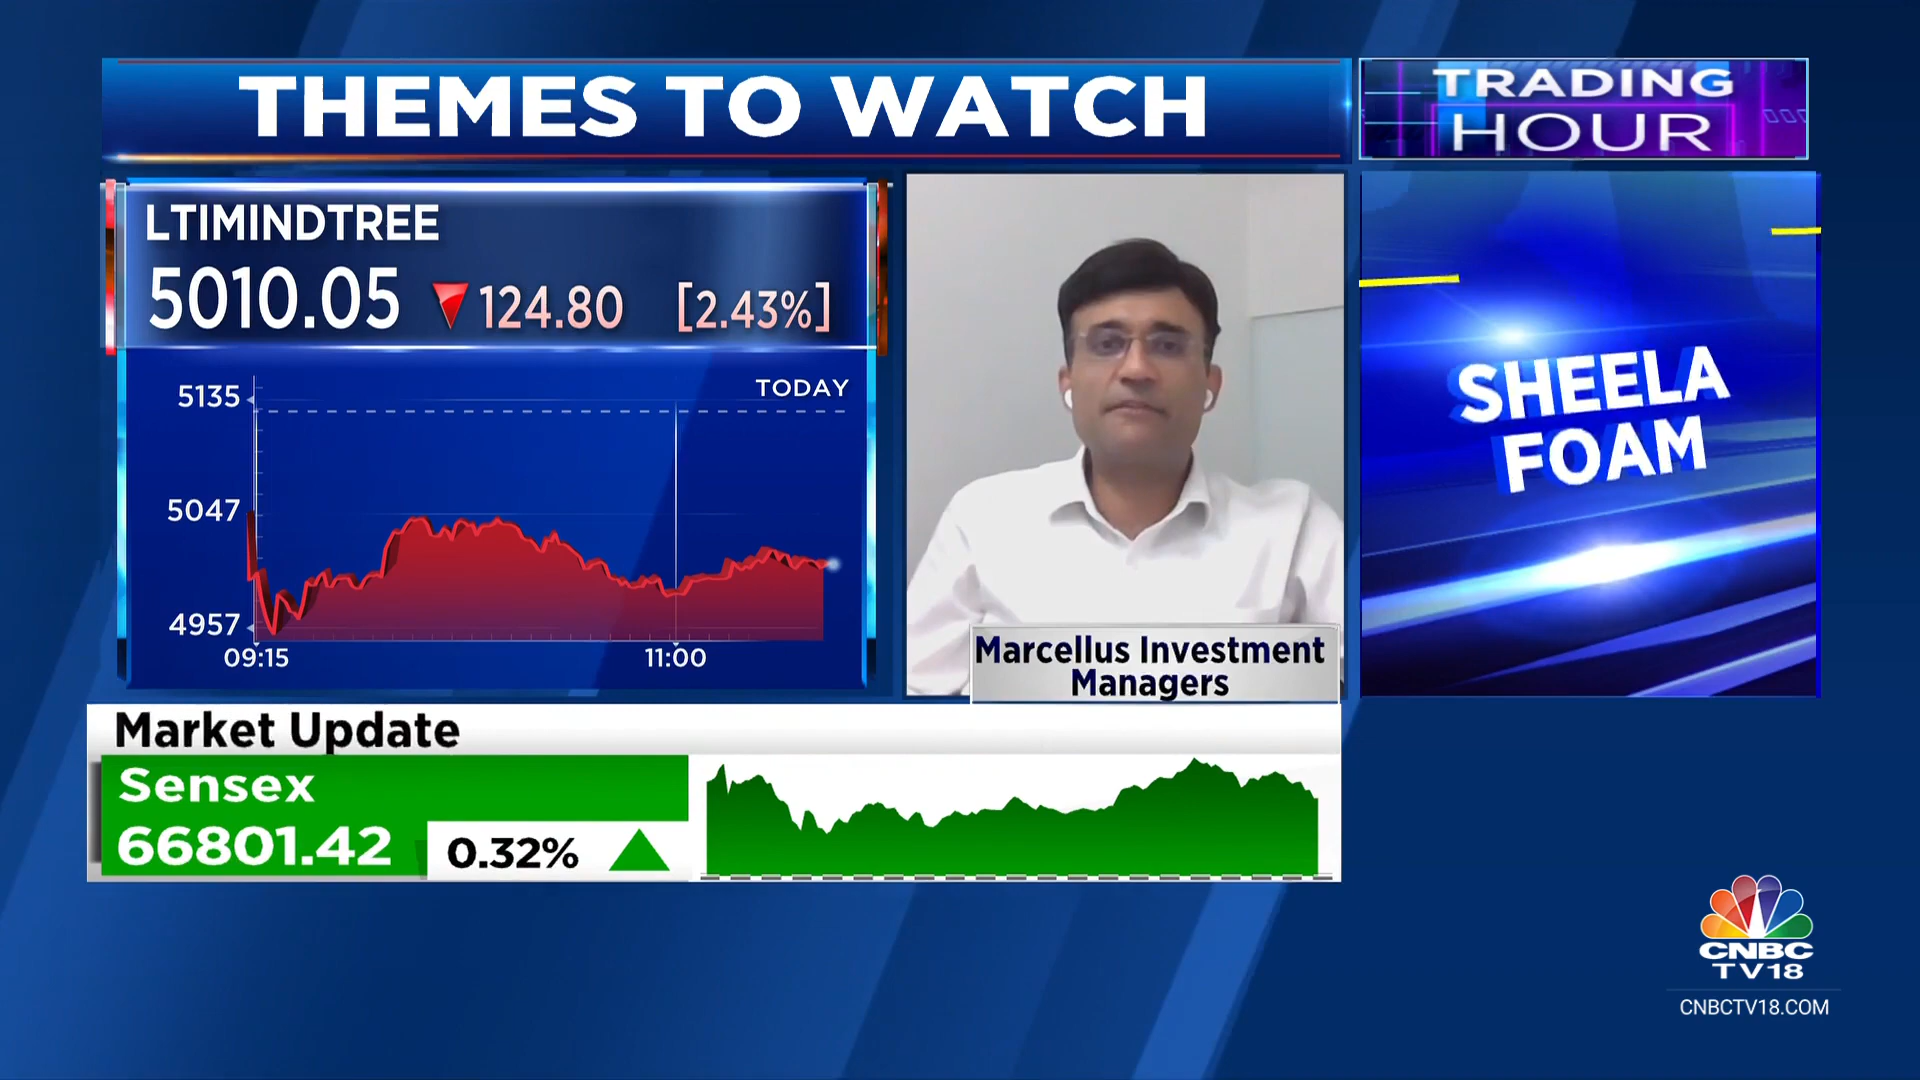 THEMES TO WATCH
TRADING
HOUR
LTIMINDTREE
5010.05 ▼124.80 [2.43%]
TODAY
5135
5047
4957
09:15 11:00
Marcellus Investment
Managers
SHEELA
FOAM
Market Update
Sensex
66801.42 0.32%
CNBC
TV18
CNBCTV18.COM